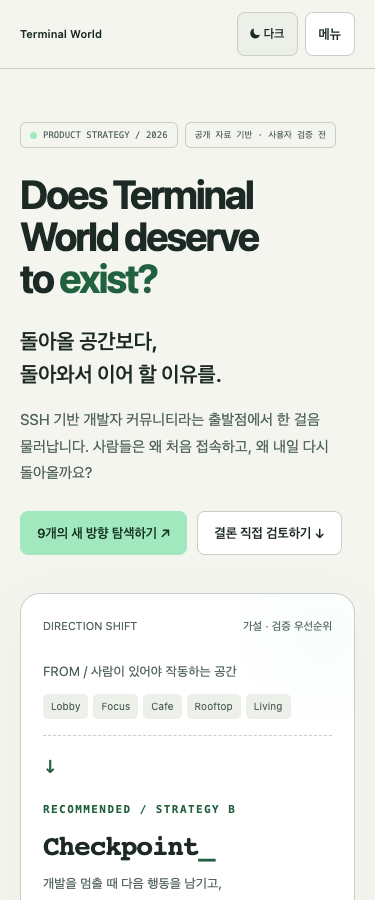 Terminal World
다크
메뉴
PRODUCT STRATEGY / 2026
공개 자료 기반 · 사용자 검증 전
Does Terminal
World deserve
to exist?
돌아올 공간보다,
돌아와서 이어 할 이유를.
SSH 기반 개발자 커뮤니티라는 출발점에서 한 걸음
물러납니다. 사람들은 왜 처음 접속하고, 왜 내일 다시
돌아올까요?
9개의 새 방향 탐색하기 ↗
결론 직접 검토하기 ↓
DIRECTION SHIFT
가설 · 검증 우선순위
FROM / 사람이 있어야 작동하는 공간
Lobby
Focus
Cafe
Rooftop
Living
↓
RECOMMENDED / STRATEGY B
Checkpoint_
개발을 멈출 때 다음 행동을 남기고,